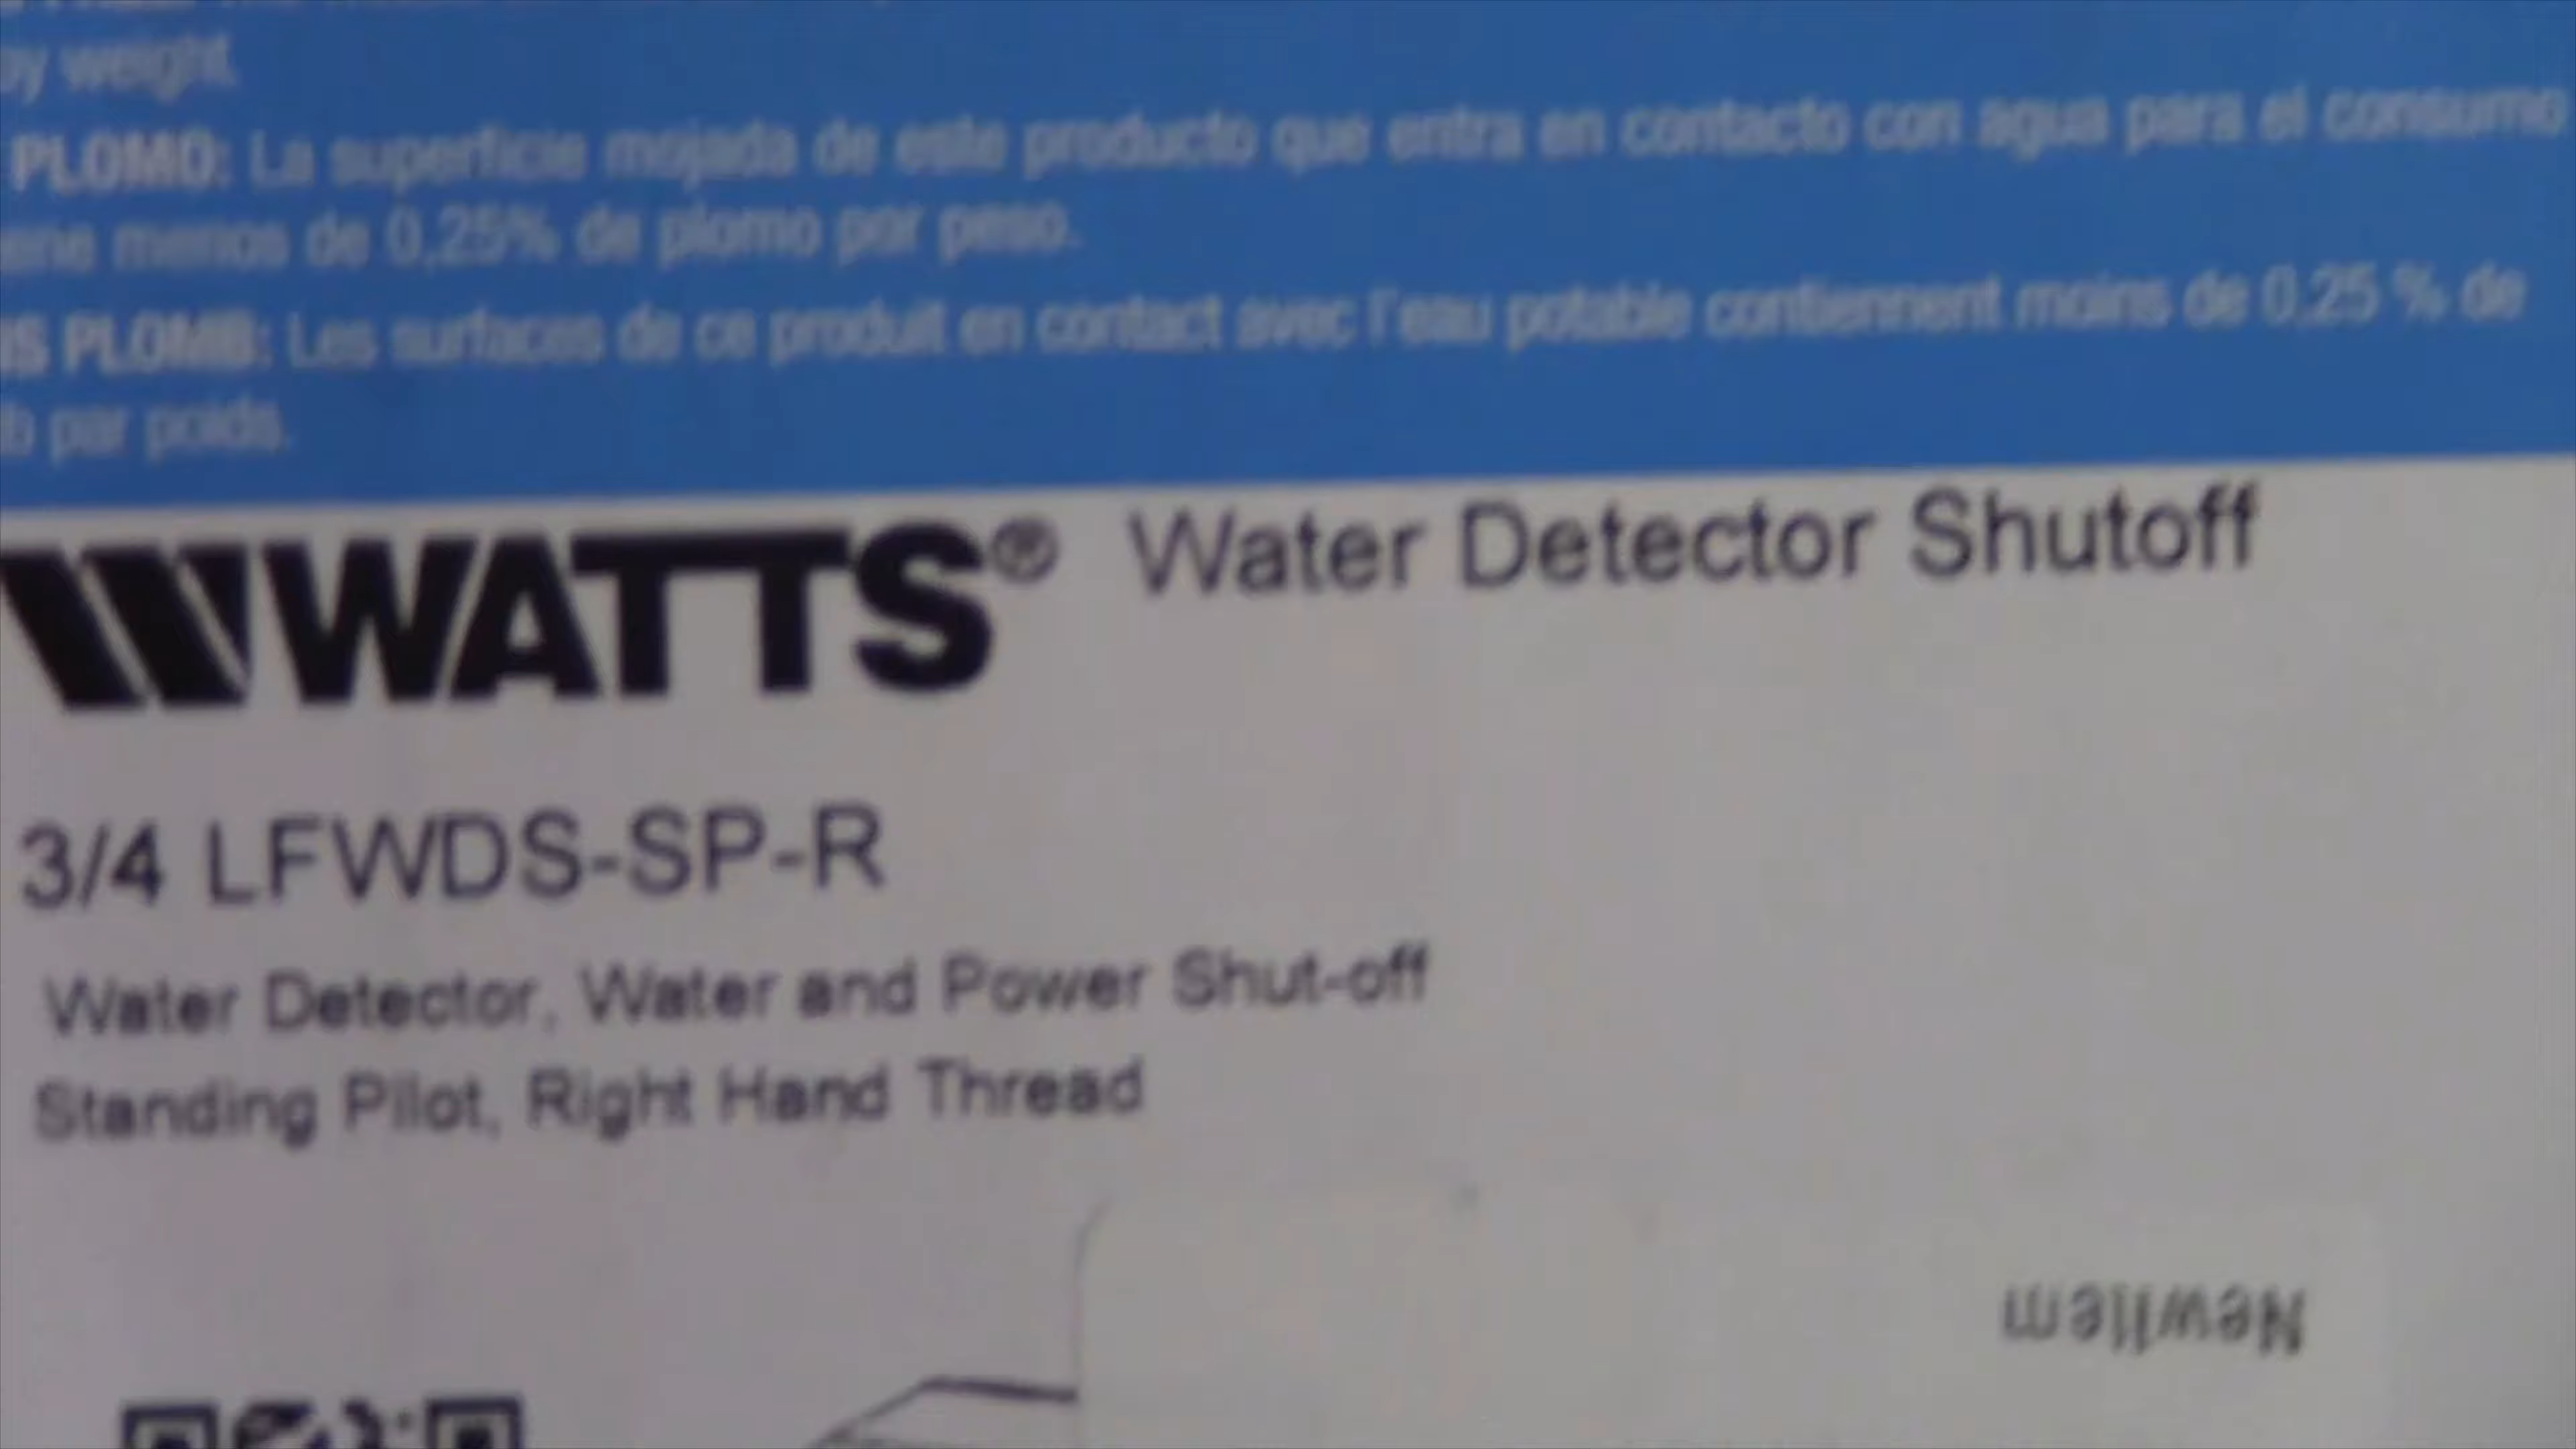 by weight.
PLOMO: La superficie mojada de este producto que entra en contacto con agua para el consumo
ene menos de 0,25% de plomo por peso.
S PLOMB: Les surfaces de ce produit en contact avec l'eau potable contiennent moins de 0,25 % de
b par poids.
WATTS® Water Detector Shutoff
3/4 LFWDS-SP-R
Water Detector, Water and Power Shut-off
Standing Pilot, Right Hand Thread
NewItem